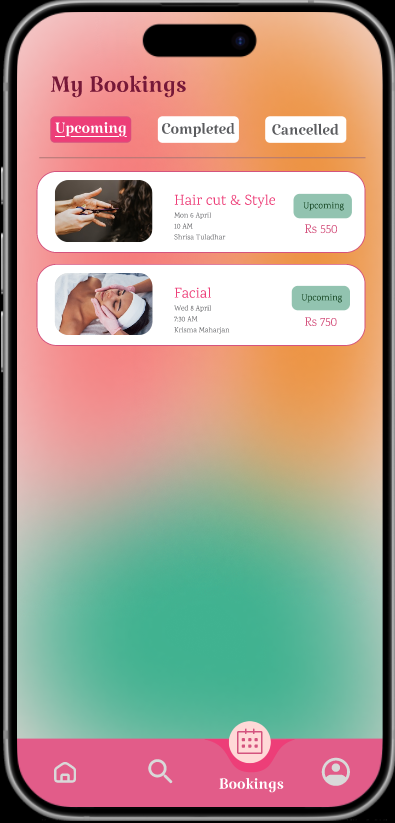 My Bookings
Upcoming
Completed
Cancelled
Hair cut & Style
Mon 6 April
10 AM
Shrisa Tuladhar
Upcoming
Rs 550
Facial
Wed 8 April
7:30 AM
Krisma Maharjan
Upcoming
Rs 750
Bookings